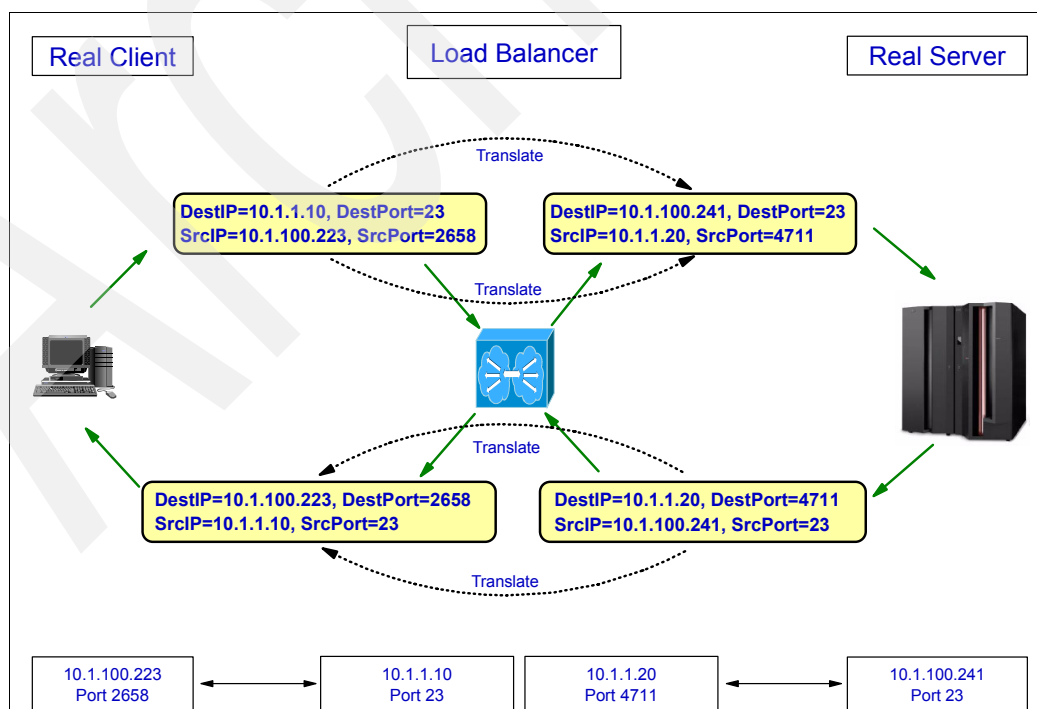 Real Client
Load Balancer
Real Server
Translate
DestIP=10.1.1.10, DestPort=23
SrcIP=10.1.100.223, SrcPort=2658
DestIP=10.1.100.241, DestPort=23
SrcIP=10.1.1.20, SrcPort=4711
Translate
Translate
DestIP=10.1.100.223, DestPort=2658
SrcIP=10.1.1.10, SrcPort=23
DestIP=10.1.1.20, DestPort=4711
SrcIP=10.1.100.241, SrcPort=23
Translate
10.1.100.223
Port 2658
10.1.1.10
Port 23
10.1.1.20
Port 4711
10.1.100.241
Port 23